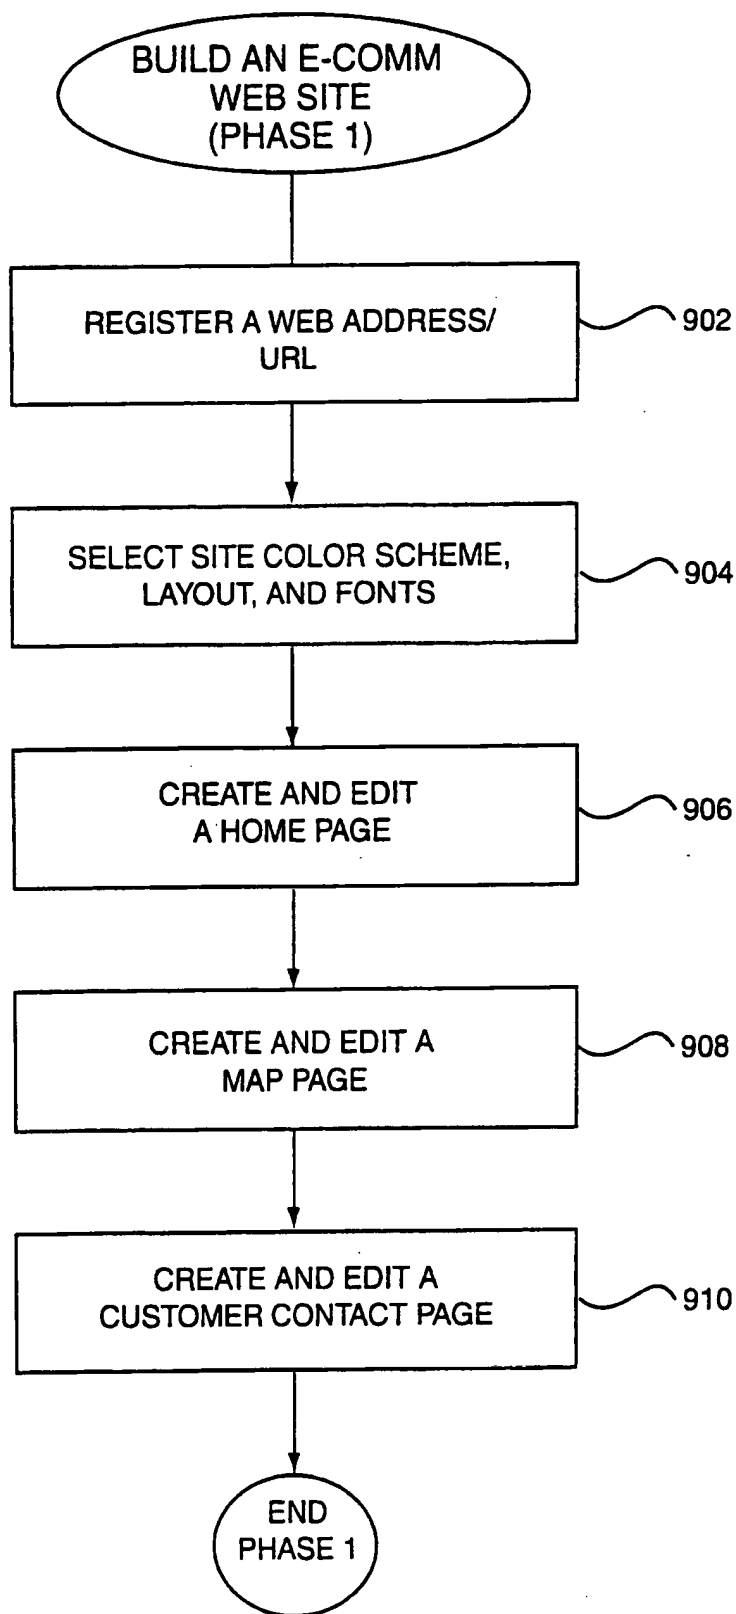 BUILD AN E-COMM
WEB SITE
(PHASE 1)
REGISTER A WEB ADDRESS/
URL
902
SELECT SITE COLOR SCHEME,
LAYOUT, AND FONTS
904
CREATE AND EDIT
A HOME PAGE
906
CREATE AND EDIT A
MAP PAGE
908
CREATE AND EDIT A
CUSTOMER CONTACT PAGE
910
END
PHASE 1